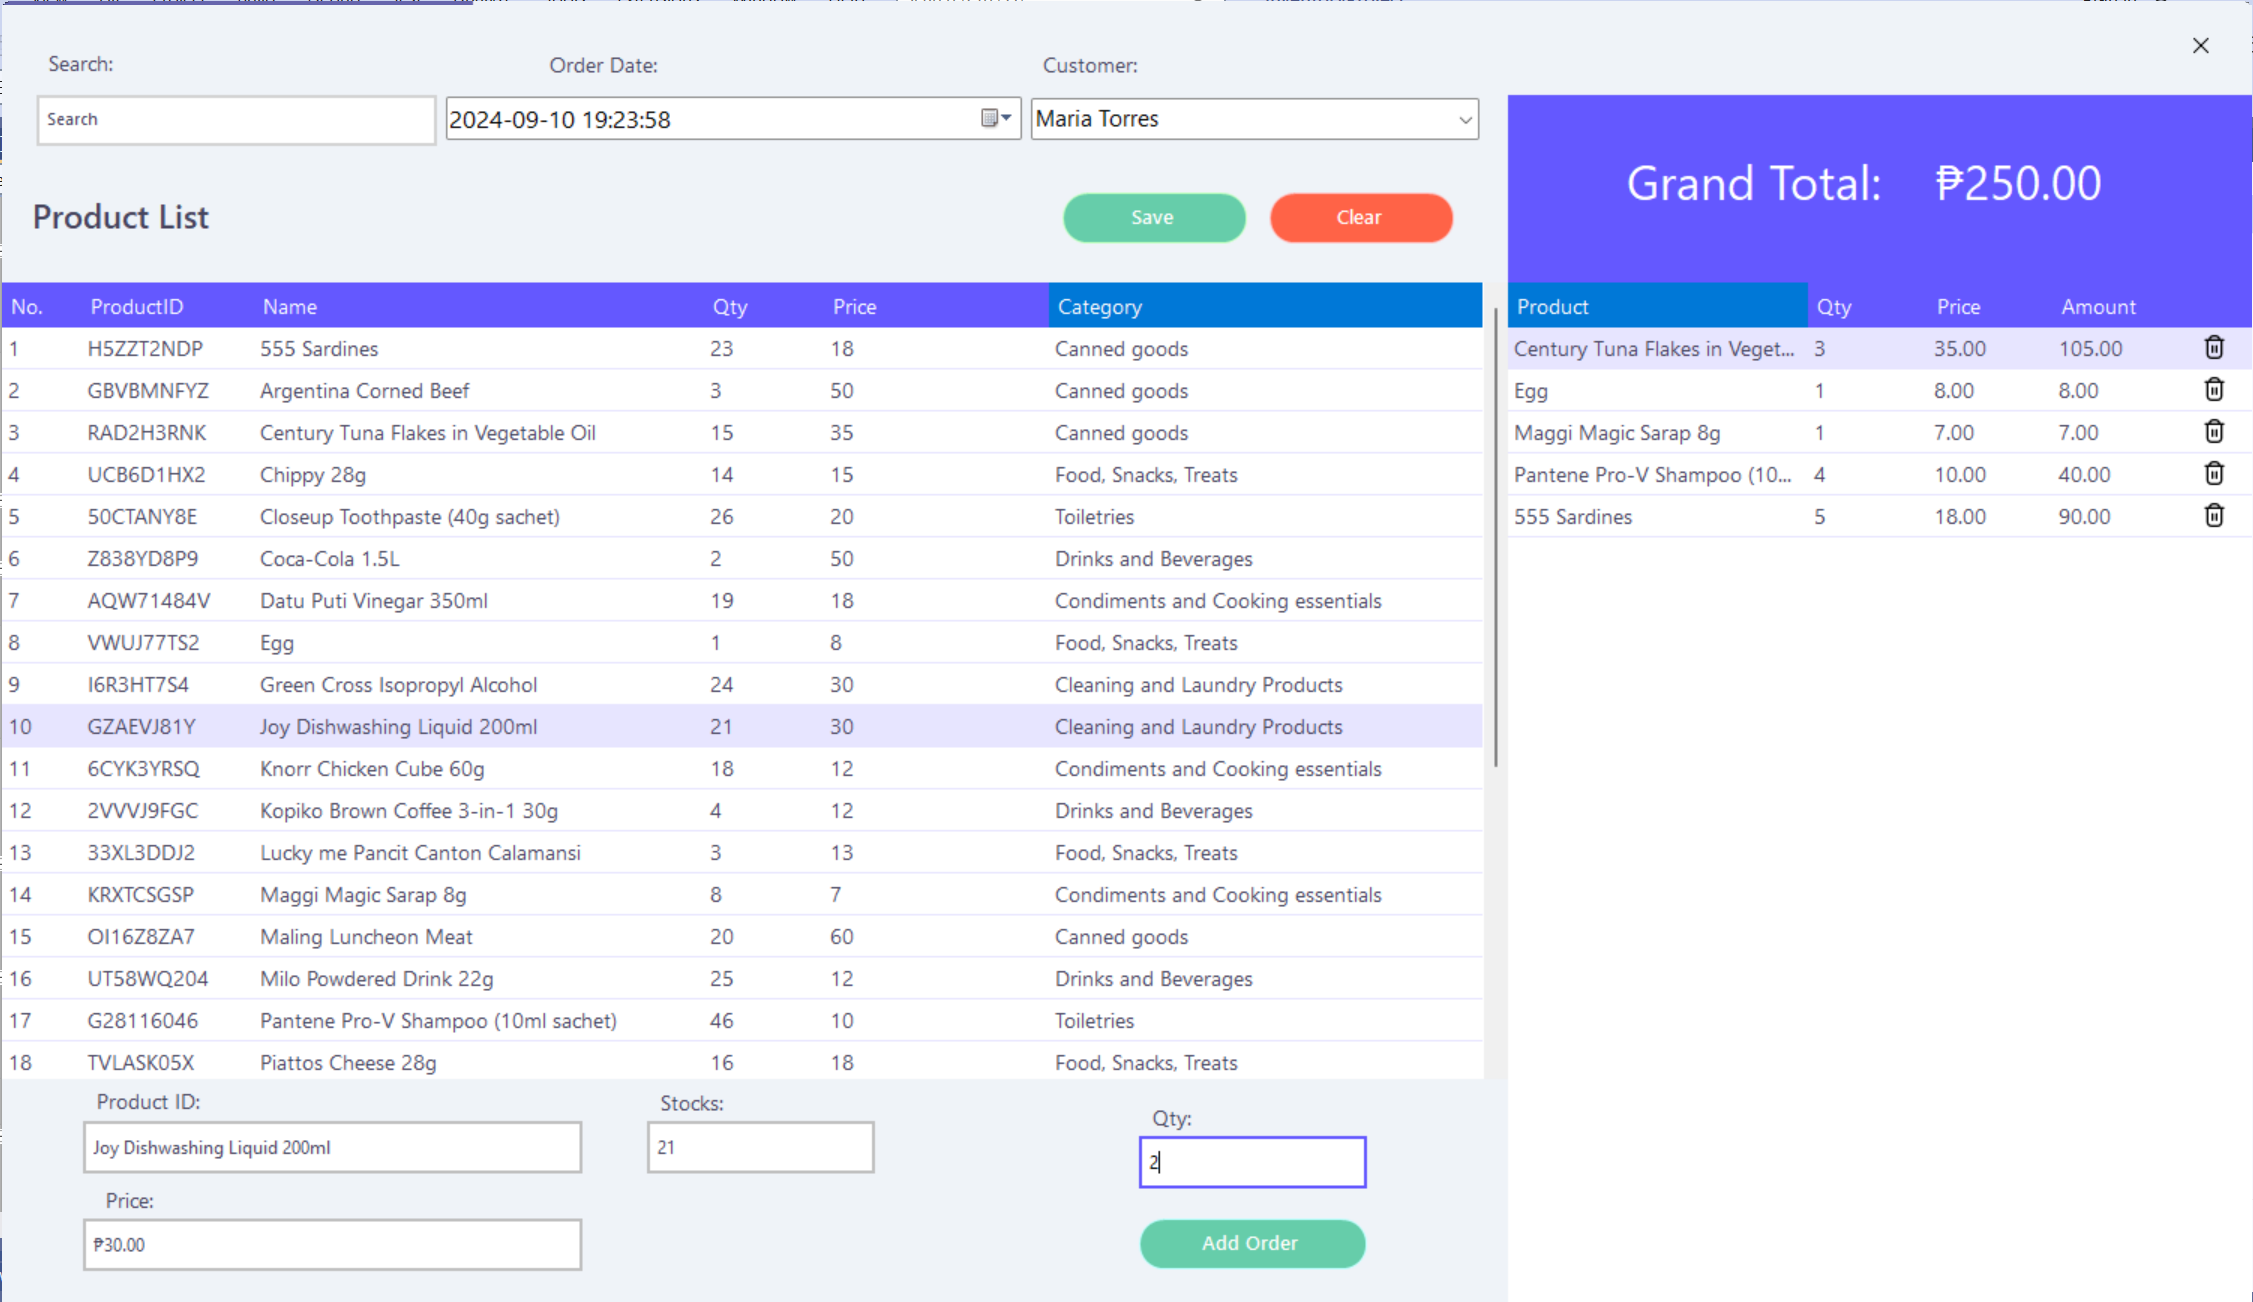 Search:
Order Date:
Customer:
Search
2024-09-10 19:23:58
Maria Torres
Grand Total: ₱250.00
Product List
Save
Clear
No. ProductID Name Qty Price Category
1 H5ZZT2NDP 555 Sardines 23 18 Canned goods
2 GBVBMNFYZ Argentina Corned Beef 3 50 Canned goods
3 RAD2H3RNK Century Tuna Flakes in Vegetable Oil 15 35 Canned goods
4 UCB6D1HX2 Chippy 28g 14 15 Food, Snacks, Treats
5 50CTANY8E Closeup Toothpaste (40g sachet) 26 20 Toiletries
6 Z838YD8P9 Coca-Cola 1.5L 2 50 Drinks and Beverages
7 AQW71484V Datu Puti Vinegar 350ml 19 18 Condiments and Cooking essentials
8 VWUJ77TS2 Egg 1 8 Food, Snacks, Treats
9 I6R3HT7S4 Green Cross Isopropyl Alcohol 24 30 Cleaning and Laundry Products
10 GZAEVJ81Y Joy Dishwashing Liquid 200ml 21 30 Cleaning and Laundry Products
11 6CYK3YRSQ Knorr Chicken Cube 60g 18 12 Condiments and Cooking essentials
12 2VVVJ9FGC Kopiko Brown Coffee 3-in-1 30g 4 12 Drinks and Beverages
13 33XL3DDJ2 Lucky me Pancit Canton Calamansi 3 13 Food, Snacks, Treats
14 KRXTCSGSP Maggi Magic Sarap 8g 8 7 Condiments and Cooking essentials
15 OI16Z8ZA7 Maling Luncheon Meat 20 60 Canned goods
16 UT58WQ204 Milo Powdered Drink 22g 25 12 Drinks and Beverages
17 G28116046 Pantene Pro-V Shampoo (10ml sachet) 46 10 Toiletries
18 TVLASK05X Piattos Cheese 28g 16 18 Food, Snacks, Treats
Product Qty Price Amount
Century Tuna Flakes in Veget... 3 35.00 105.00
Egg 1 8.00 8.00
Maggi Magic Sarap 8g 1 7.00 7.00
Pantene Pro-V Shampoo (10... 4 10.00 40.00
555 Sardines 5 18.00 90.00
Product ID:
Joy Dishwashing Liquid 200ml
Stocks:
21
Qty:
2
Price:
₱30.00
Add Order